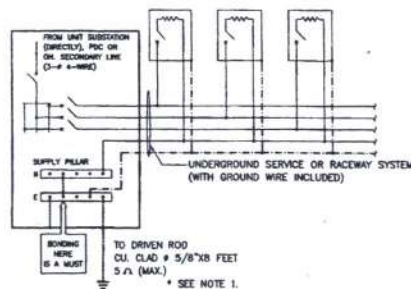 FROM UNIT SUBSTATION
(DIRECTLY), PDC OR
OH. SECONDARY LINE
(3-# 4-WIRE)
SUPPLY PILLAR
N
E
BONDING
HERE
IS A MUST
UNDERGROUND SERVICE OR RACEWAY SYSTEM
(WITH GROUND WIRE INCLUDED)
TO DRIVEN ROD
CU. CLAD # 5/8"X8 FEET
5 Ω (MAX.)
* SEE NOTE 1.